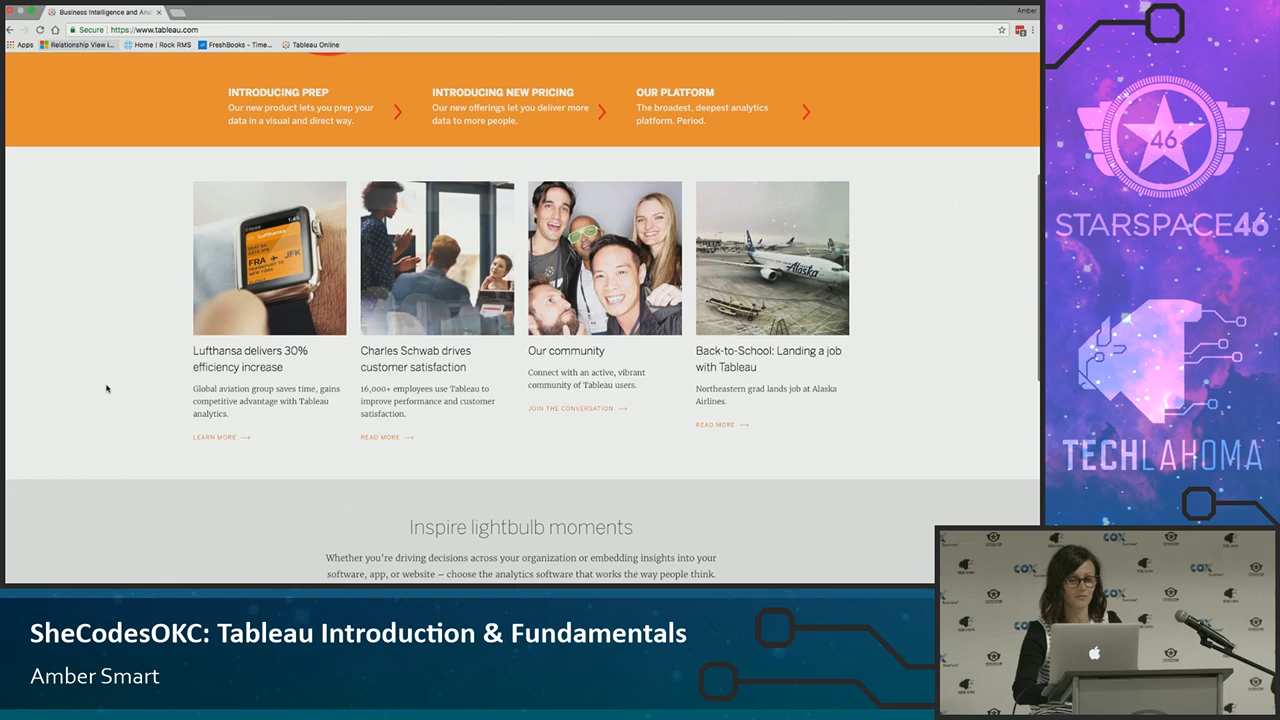 Business Intelligence and Ana
Amber
Secure
https://www.tableau.com
Apps
Relationship View i...
Home | Rock RMS
FreshBooks - Time...
Tableau Online
INTRODUCING PREP
Our new product lets you prep your
data in a visual and direct way.
INTRODUCING NEW PRICING
Our new offerings let you deliver more
data to more people.
OUR PLATFORM
The broadest, deepest analytics
platform. Period.
Lufthansa
FRA
JFK
FRANKFURT TO
NEW YORK
Alaska
Lufthansa delivers 30%
efficiency increase
Global aviation group saves time, gains
competitive advantage with Tableau
analytics.
LEARN MORE
Charles Schwab drives
customer satisfaction
16,000+ employees use Tableau to
improve performance and customer
satisfaction.
READ MORE
Our community
Connect with an active, vibrant
community of Tableau users.
JOIN THE CONVERSATION
Back-to-School: Landing a job
with Tableau
Northeastern grad lands job at Alaska
Airlines.
READ MORE
Inspire lightbulb moments
Whether you're driving decisions across your organization or embedding insights into your
software, app, or website – choose the analytics software that works the way people think.
46
STARSPACE46
TECHLAHOMA
SheCodesOKC: Tableau Introduction & Fundamentals
Amber Smart
COX
COX